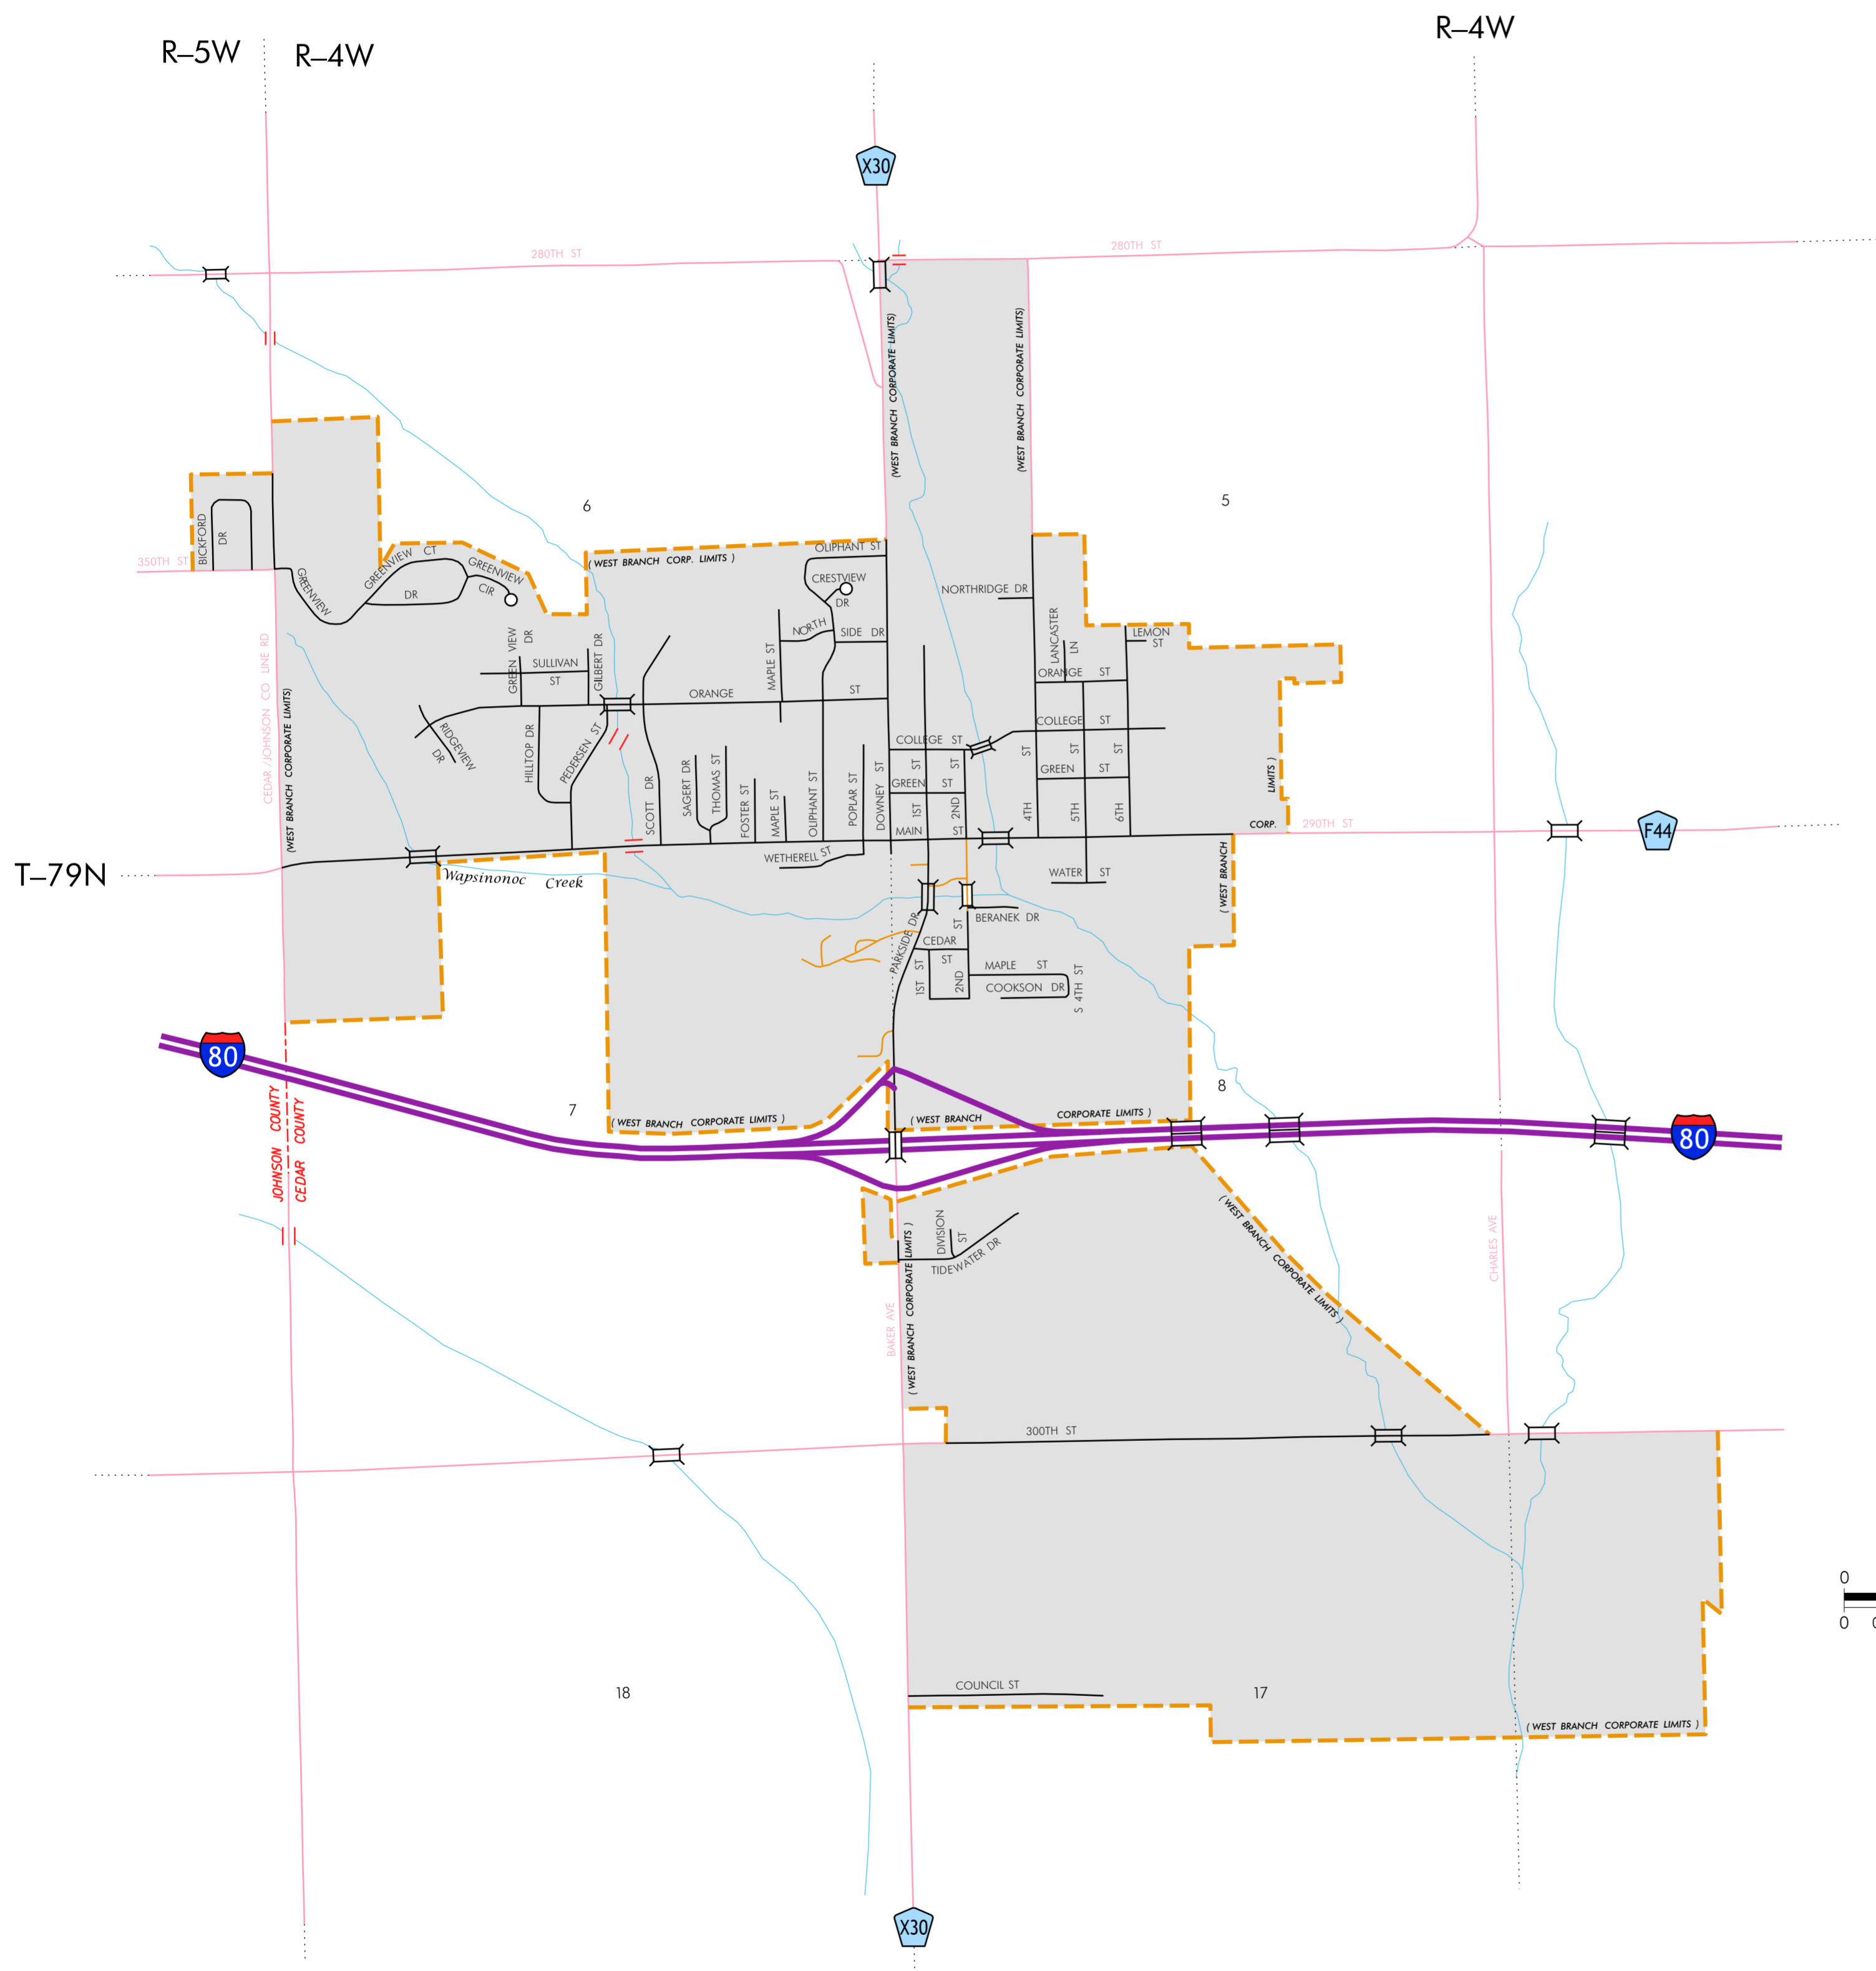 R–4W
R–5W
R–4W
X30
280TH ST
280TH ST
(WEST BRANCH CORPORATE LIMITS)
(WEST BRANCH CORPORATE LIMITS)
6
5
BICKFORD
DR
350TH ST
GREENVIEW
GREENVIEW CT
DR
GREENVIEW
CIR
( WEST BRANCH CORP. LIMITS )
OLIPHANT ST
CRESTVIEW
DR
NORTHRIDGE DR
NORTH
SIDE DR
LANCASTER
LN
LEMON
ST
CEDAR /JOHNSON CO LINE RD
(WEST BRANCH CORPORATE LIMITS)
GREEN VIEW
DR
SULLIVAN
ST
GILBERT DR
MAPLE ST
ORANGE ST
ORANGE ST
RIDGEVIEW
DR
HILLTOP DR
PEDERSEN ST
COLLEGE ST
COLLEGE ST
SCOTT DR
SAGERT DR
THOMAS ST
FOSTER ST
MAPLE ST
OLIPHANT ST
POPLAR ST
DOWNEY ST
GREEN ST
1ST ST
2ND ST
4TH ST
GREEN ST
5TH ST
6TH ST
MAIN ST
CORP.
LIMITS )
290TH ST
F44
(WEST BRANCH
WETHERELL ST
T–79N
Wapsinonoc Creek
WATER ST
BERANEK DR
PARKSIDE DR
CEDAR
ST
ST
1ST ST
2ND
MAPLE ST
COOKSON DR
S 4TH ST
80
JOHNSON COUNTY
CEDAR COUNTY
7
8
( WEST BRANCH CORPORATE LIMITS )
( WEST BRANCH CORPORATE LIMITS )
80
DIVISION
ST
TIDEWATER DR
( WEST BRANCH CORPORATE LIMITS )
( WEST BRANCH CORPORATE LIMITS )
BAKER AVE
CHARLES AVE
300TH ST
0
0
COUNCIL ST
18
17
( WEST BRANCH CORPORATE LIMITS )
X30